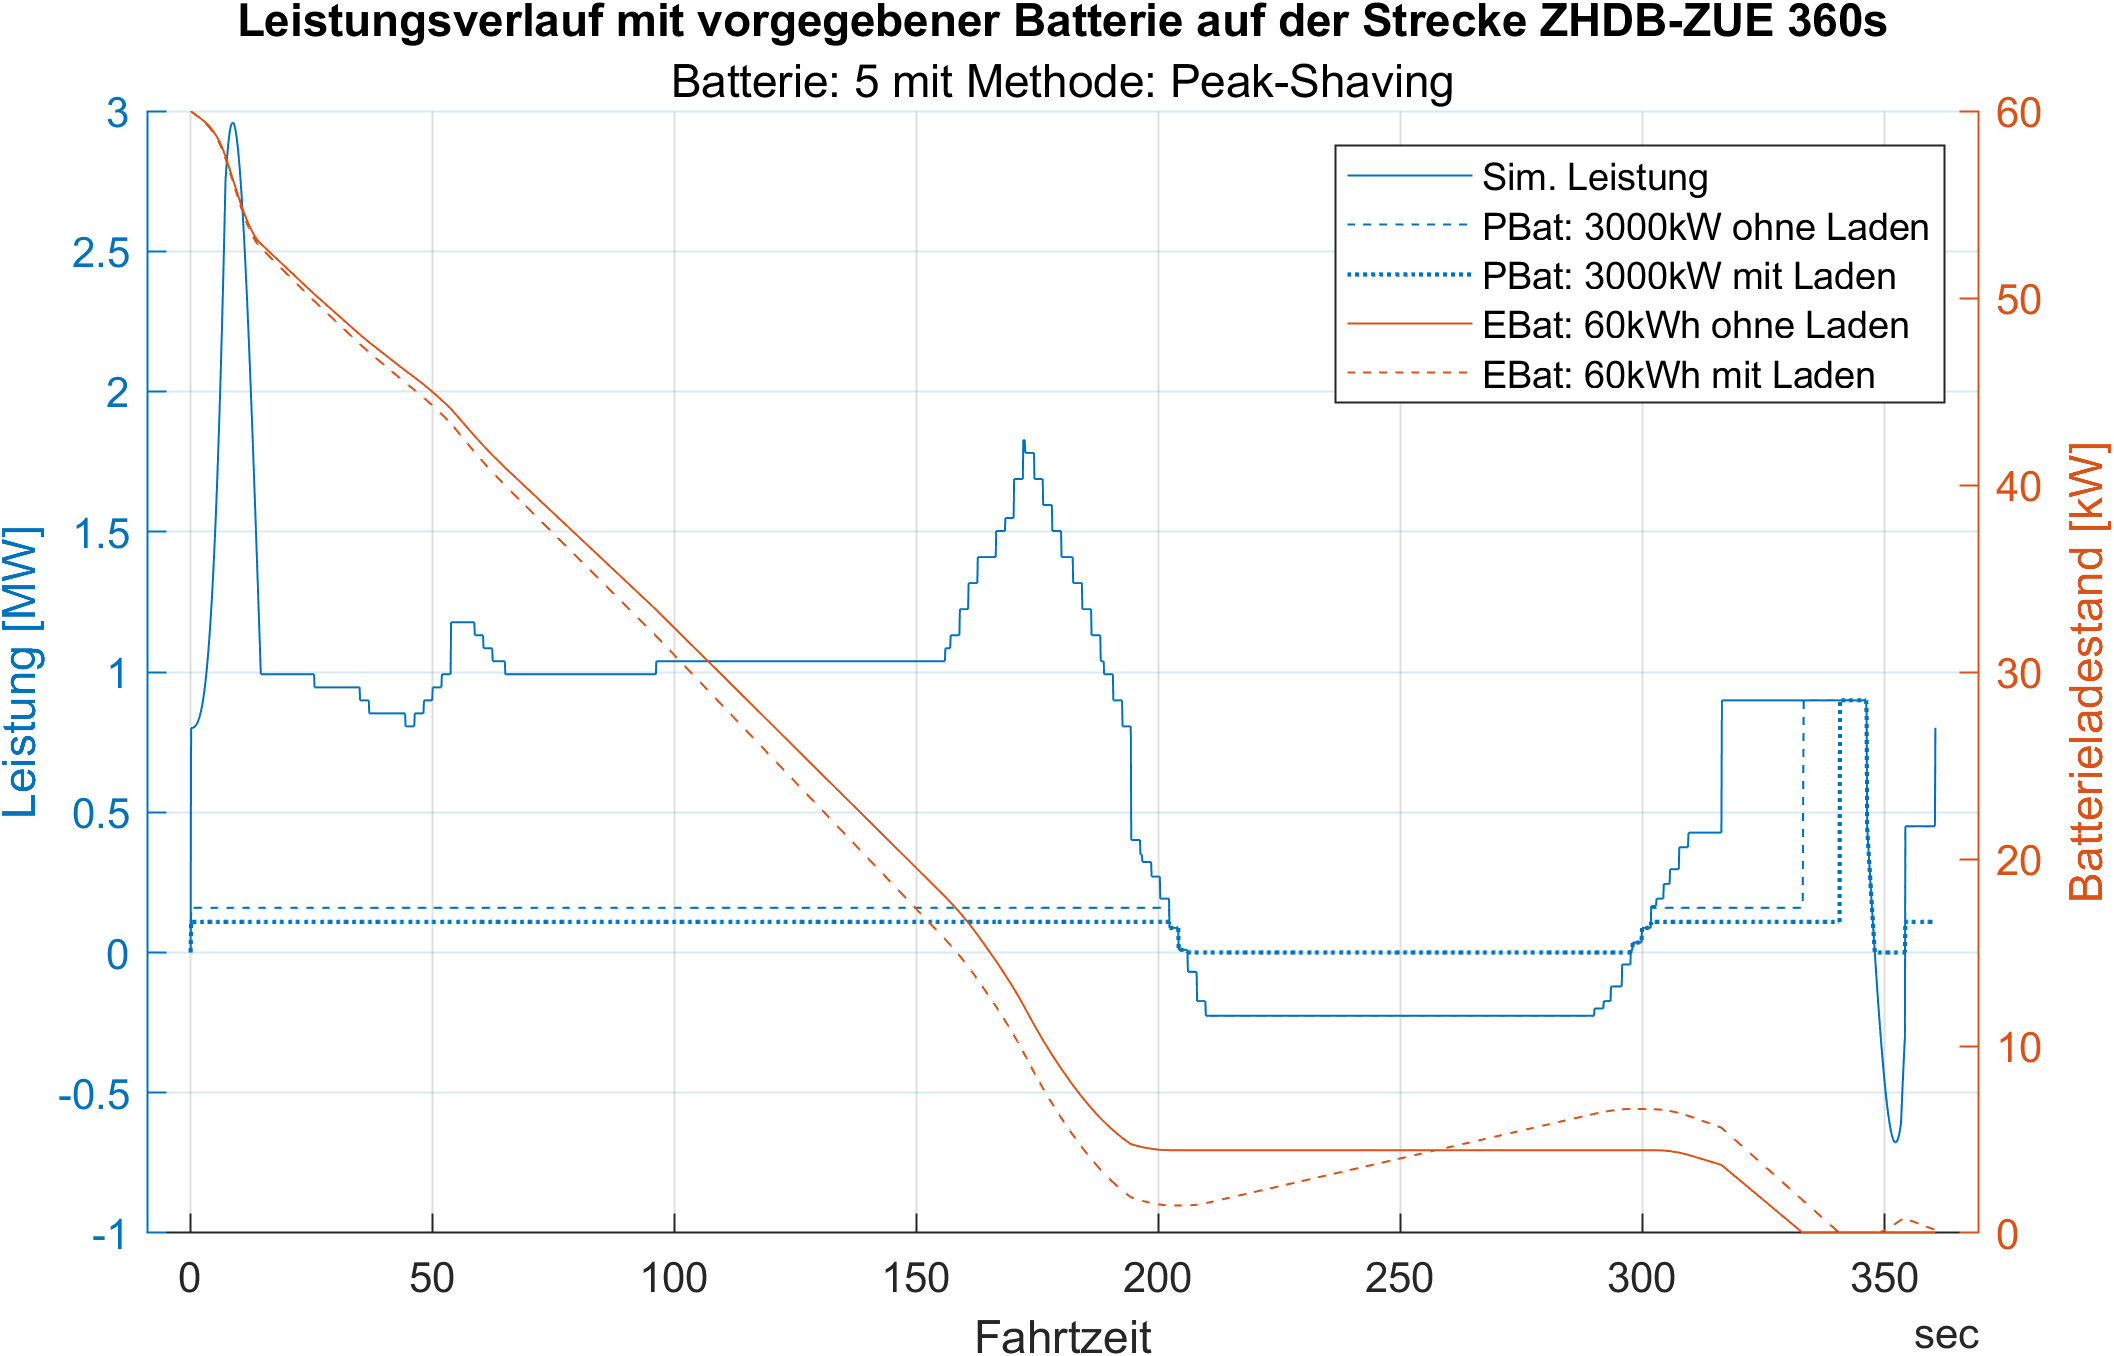 Leistungsverlauf mit vorgegebener Batterie auf der Strecke ZHDB-ZUE 360s
Batterie: 5 mit Methode: Peak-Shaving
Leistung [MW]
3
2.5
2
1.5
1
0.5
0
-0.5
-1
Sim. Leistung
PBat: 3000kW ohne Laden
PBat: 3000kW mit Laden
EBat: 60kWh ohne Laden
EBat: 60kWh mit Laden
60
50
40
30
20
10
0
Batterieladestand [kW]
0 50 100 150 200 250 300 350
Fahrtzeit
sec